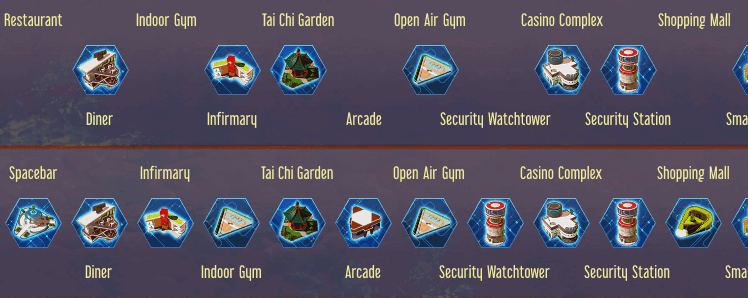 Restaurant Indoor Gym Tai Chi Garden Open Air Gym Casino Complex Shopping Mall
Diner Infirmary Arcade Security Watchtower Security Station Sma
Spacebar Infirmary Tai Chi Garden Open Air Gym Casino Complex Shopping Mall
Diner Indoor Gym Arcade Security Watchtower Security Station Sma